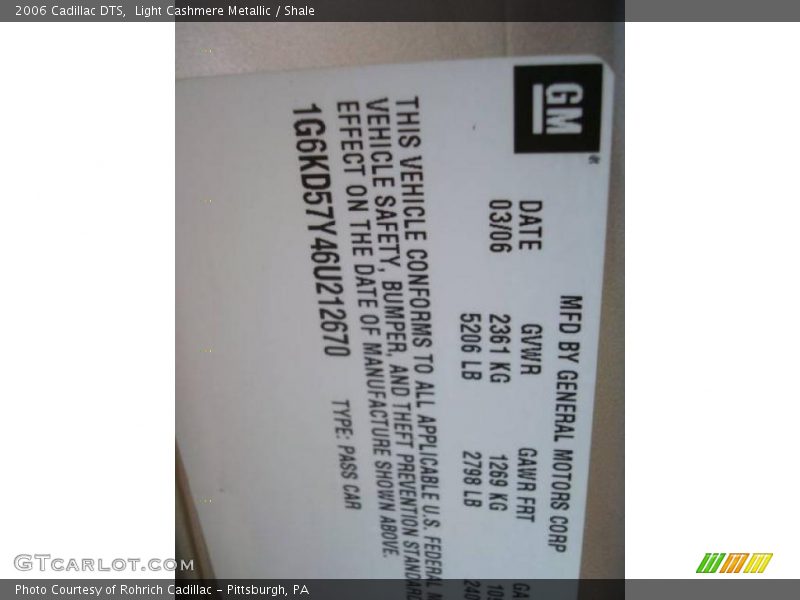 2006 Cadillac DTS,  Light Cashmere Metallic / Shale
GM
MFD BY GENERAL MOTORS CORP
DATE GVWR GAWR FRT
03/06 2361 KG 1269 KG
5206 LB 2798 LB
THIS VEHICLE CONFORMS TO ALL APPLICABLE U.S. FEDERAL
VEHICLE SAFETY, BUMPER, AND THEFT PREVENTION
EFFECT ON THE DATE OF MANUFACTURE SHOWN ABOVE.
1G6KD57Y46U212670 TYPE: PASS CAR
GTcarlot.com
Photo Courtesy of Rohrich Cadillac - Pittsburgh, PA